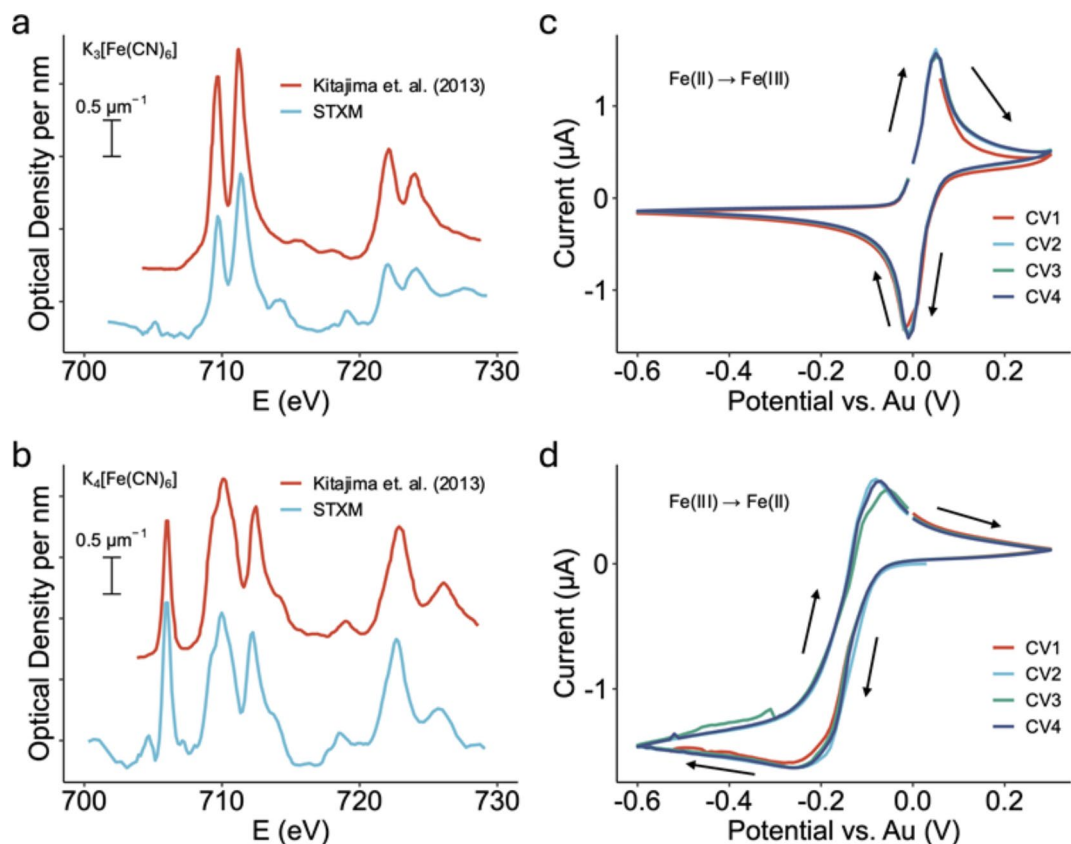 a
K₃[Fe(CN)₆]
0.5 µm⁻¹
Kitajima et. al. (2013)
STXM
Optical Density per nm
700 710 720 730
E (eV)
b
K₄[Fe(CN)₆]
0.5 µm⁻¹
Kitajima et. al. (2013)
STXM
Optical Density per nm
700 710 720 730
E (eV)
c
Fe(II) → Fe(III)
1
0
-1
Current (µA)
CV1
CV2
CV3
CV4
-0.6 -0.4 -0.2 0.0 0.2
Potential vs. Au (V)
d
Fe(III) → Fe(II)
0
-1
Current (µA)
CV1
CV2
CV3
CV4
-0.6 -0.4 -0.2 0.0 0.2
Potential vs. Au (V)